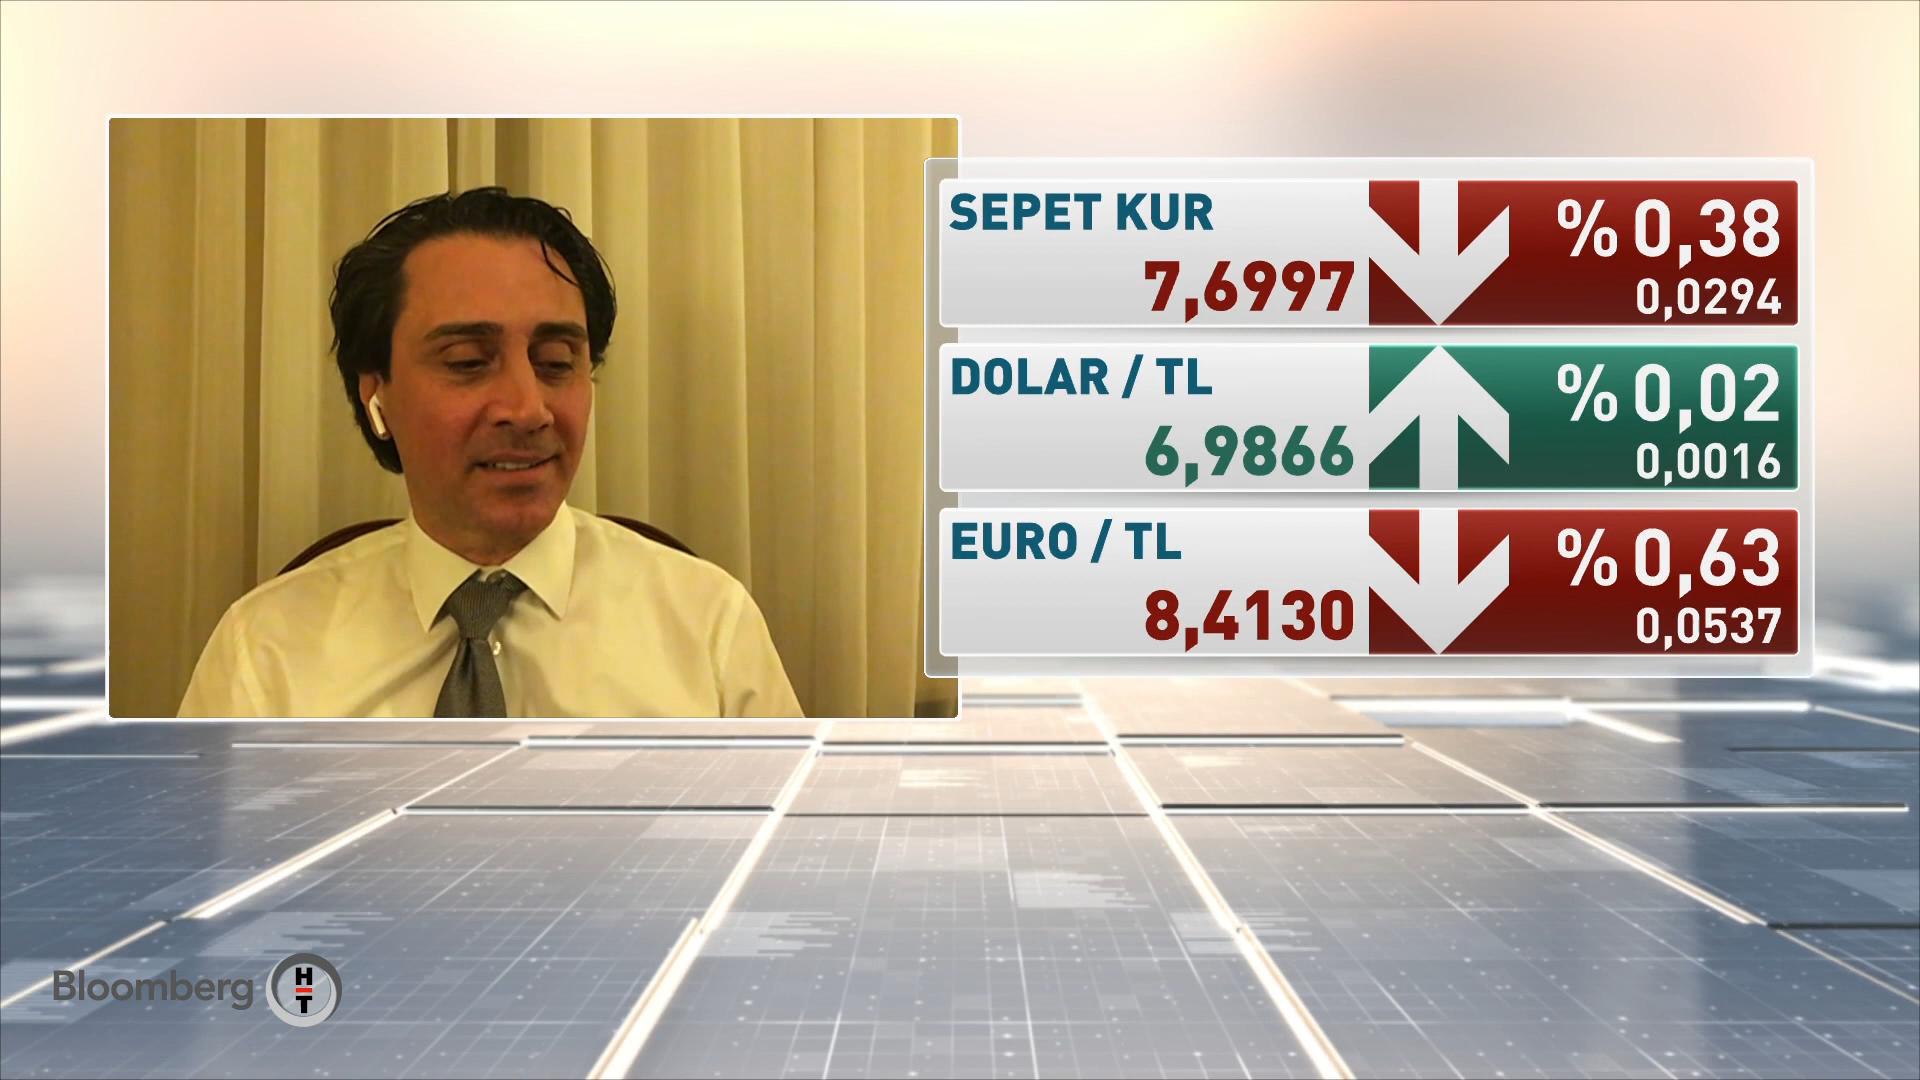 SEPET KUR
7,6997
% 0,38
0,0294
DOLAR / TL
6,9866
% 0,02
0,0016
EURO / TL
8,4130
% 0,63
0,0537
Bloomberg HT